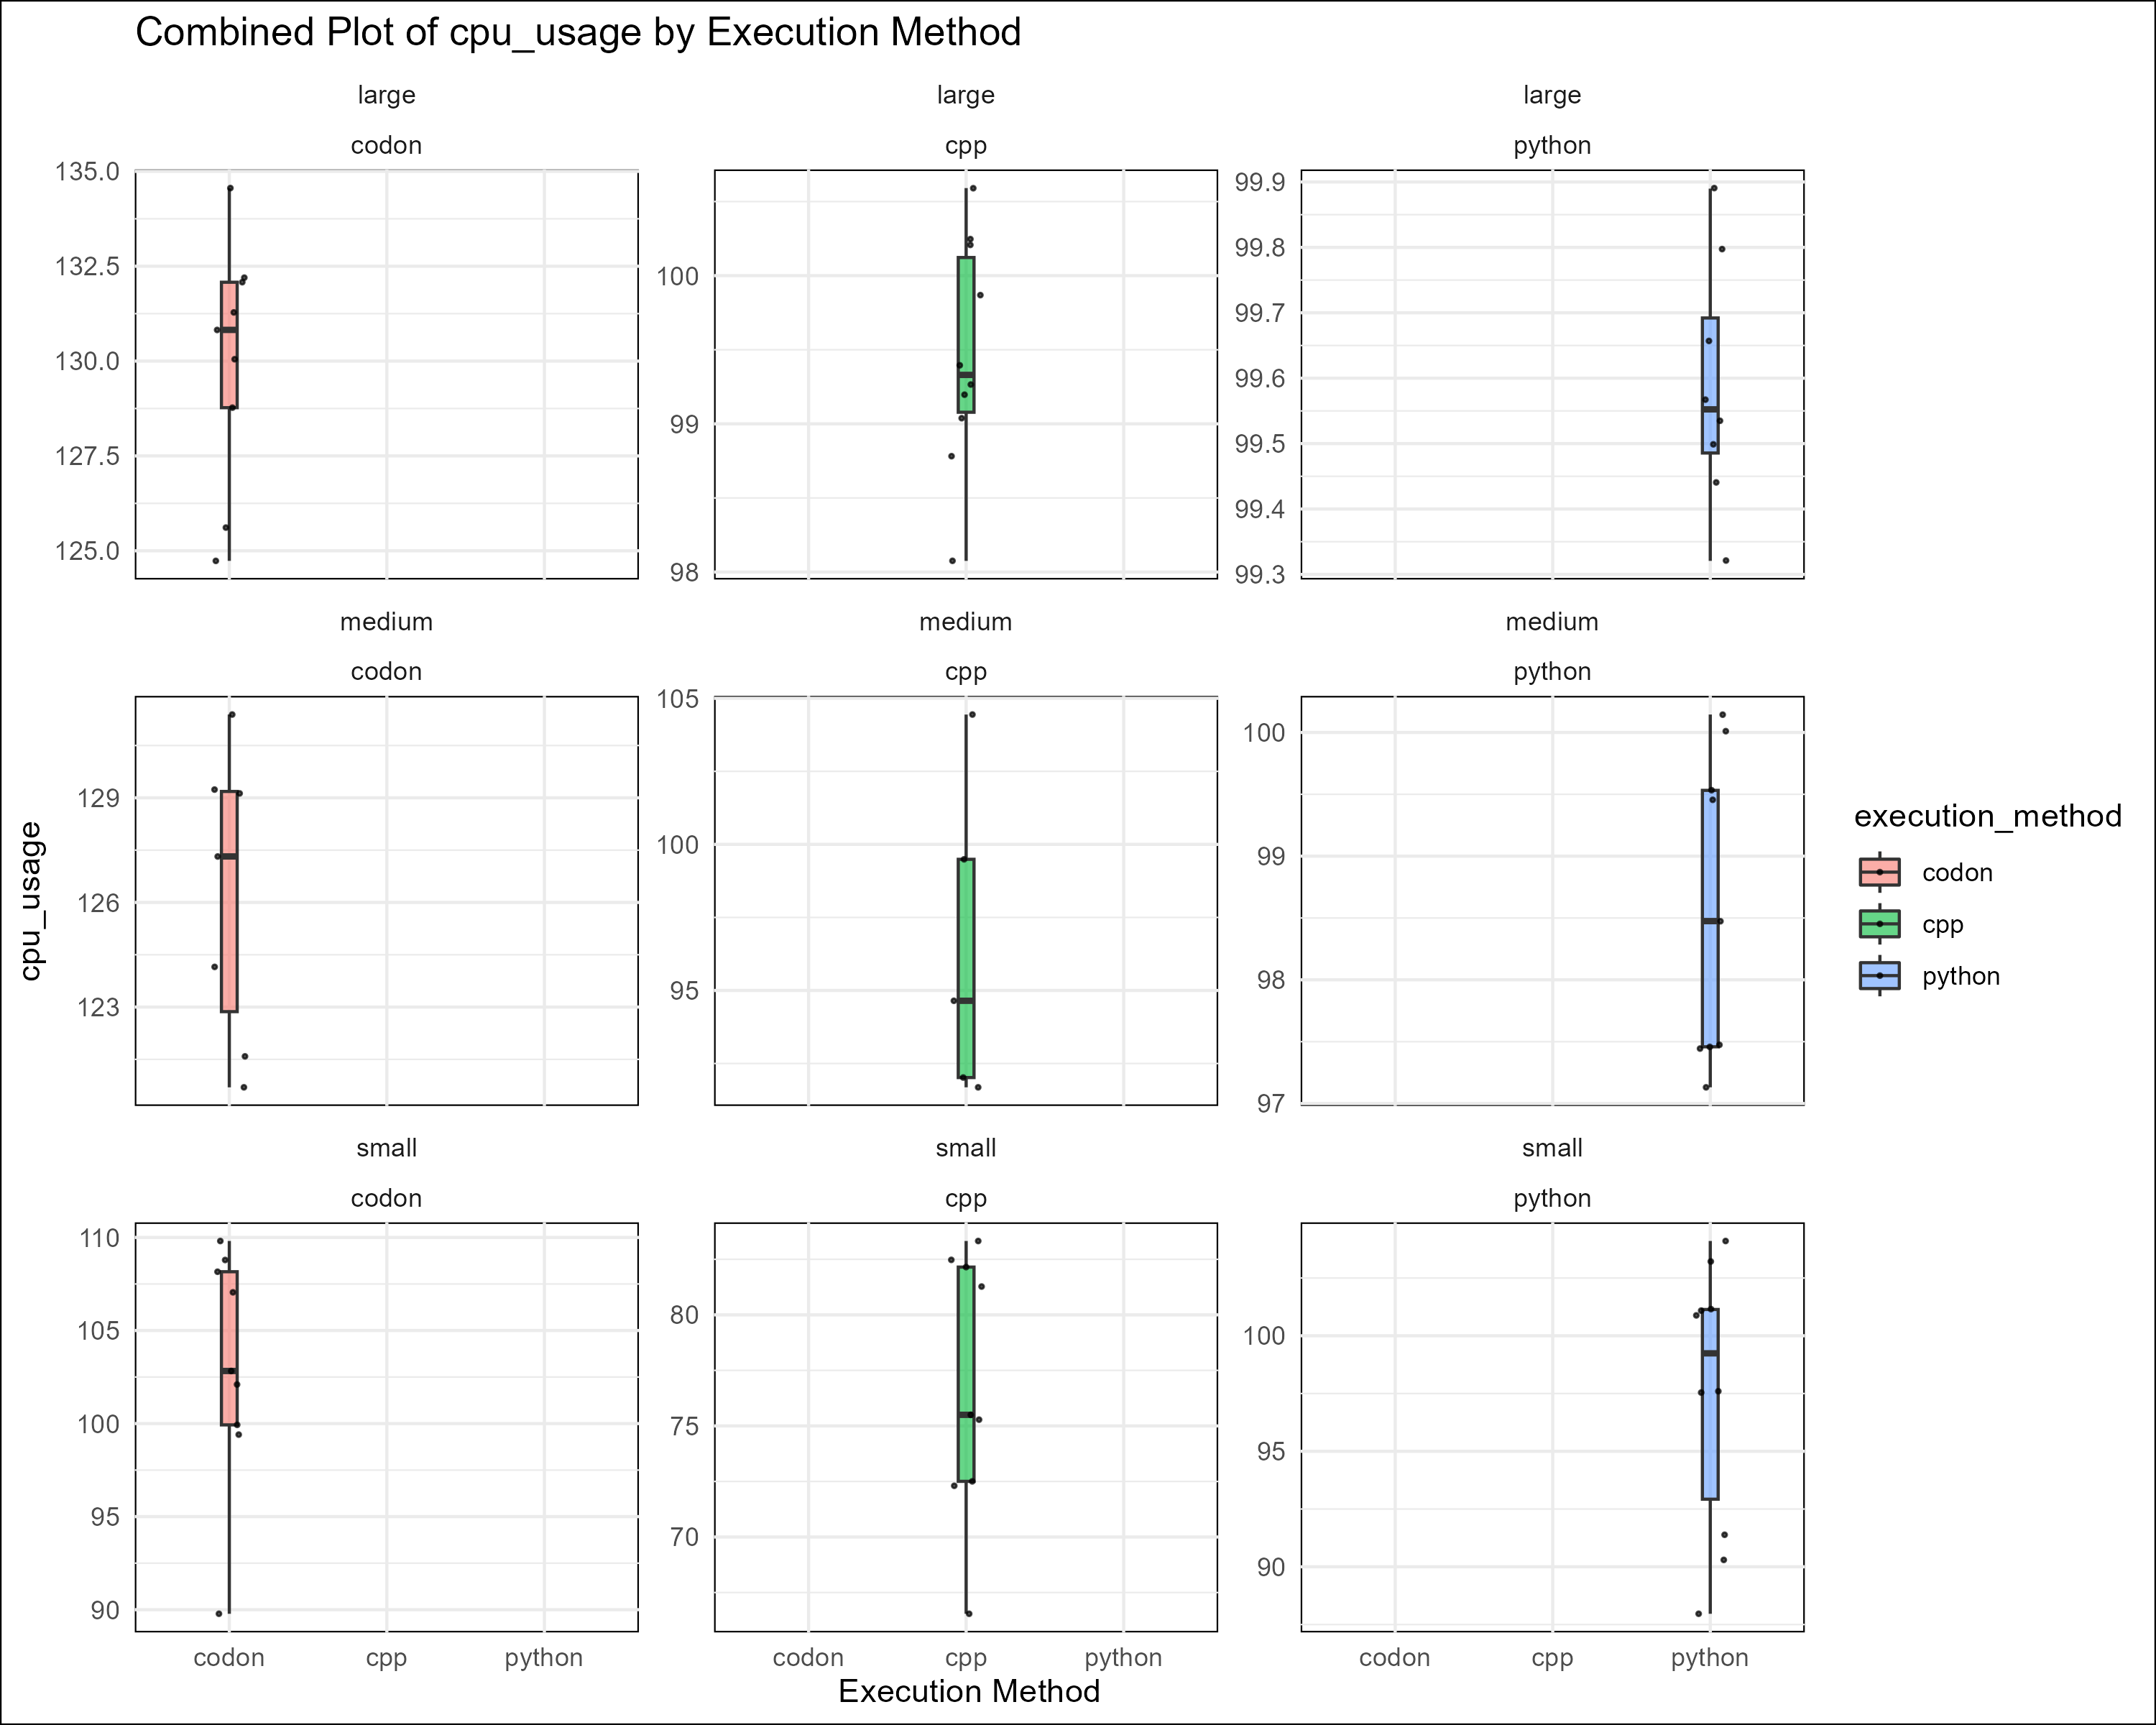 Combined Plot of cpu_usage by Execution Method
large
codon
135.0
132.5
130.0
127.5
125.0
large
cpp
100
99
98
large
python
99.9
99.8
99.7
99.6
99.5
99.4
99.3
medium
codon
129
126
123
medium
cpp
105
100
95
medium
python
100
99
98
97
small
codon
110
105
100
95
90
codon cpp python
small
cpp
80
75
70
codon cpp python
small
python
100
95
90
codon cpp python
cpu_usage
Execution Method
execution_method
codon
cpp
python